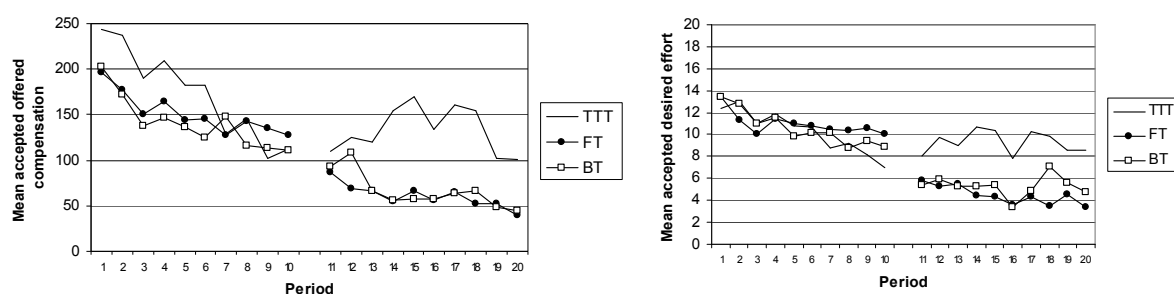 250
200
150
100
50
0
Mean accepted offered
compensation
1 2 3 4 5 6 7 8 9 10 11 12 13 14 15 16 17 18 19 20
Period
TTT
FT
BT
20
18
16
14
12
10
8
6
4
2
0
Mean accepted desired effort
1 2 3 4 5 6 7 8 9 10 11 12 13 14 15 16 17 18 19 20
Period
TTT
FT
BT